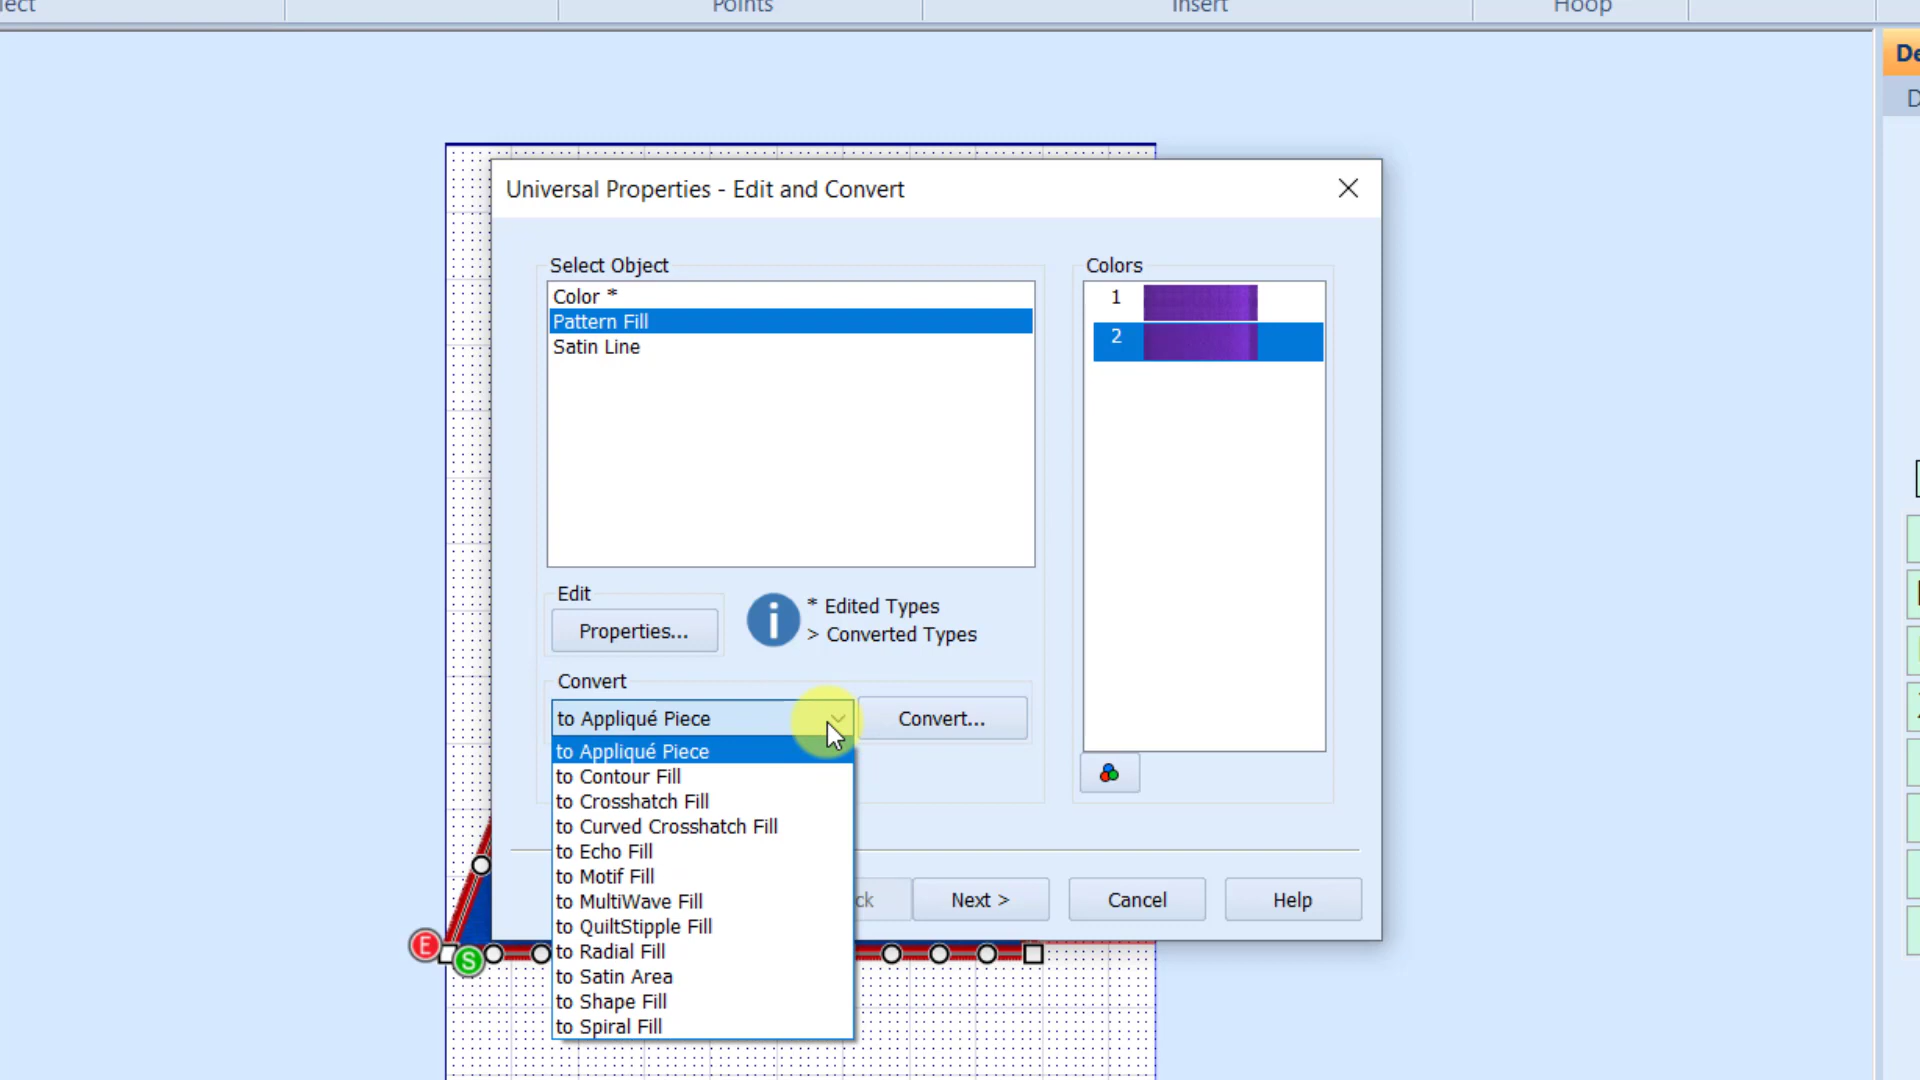 Points
Insert
Hoop
Universal Properties - Edit and Convert
Select Object
Color *
Pattern Fill
Satin Line
Colors
1
2
Edit
Properties...
* Edited Types
> Converted Types
Convert
to Appliqué Piece
Convert...
to Appliqué Piece
to Contour Fill
to Crosshatch Fill
to Curved Crosshatch Fill
to Echo Fill
to Motif Fill
to MultiWave Fill
to QuiltStipple Fill
to Radial Fill
to Satin Area
to Shape Fill
to Spiral Fill
Next >
Cancel
Help
E
S